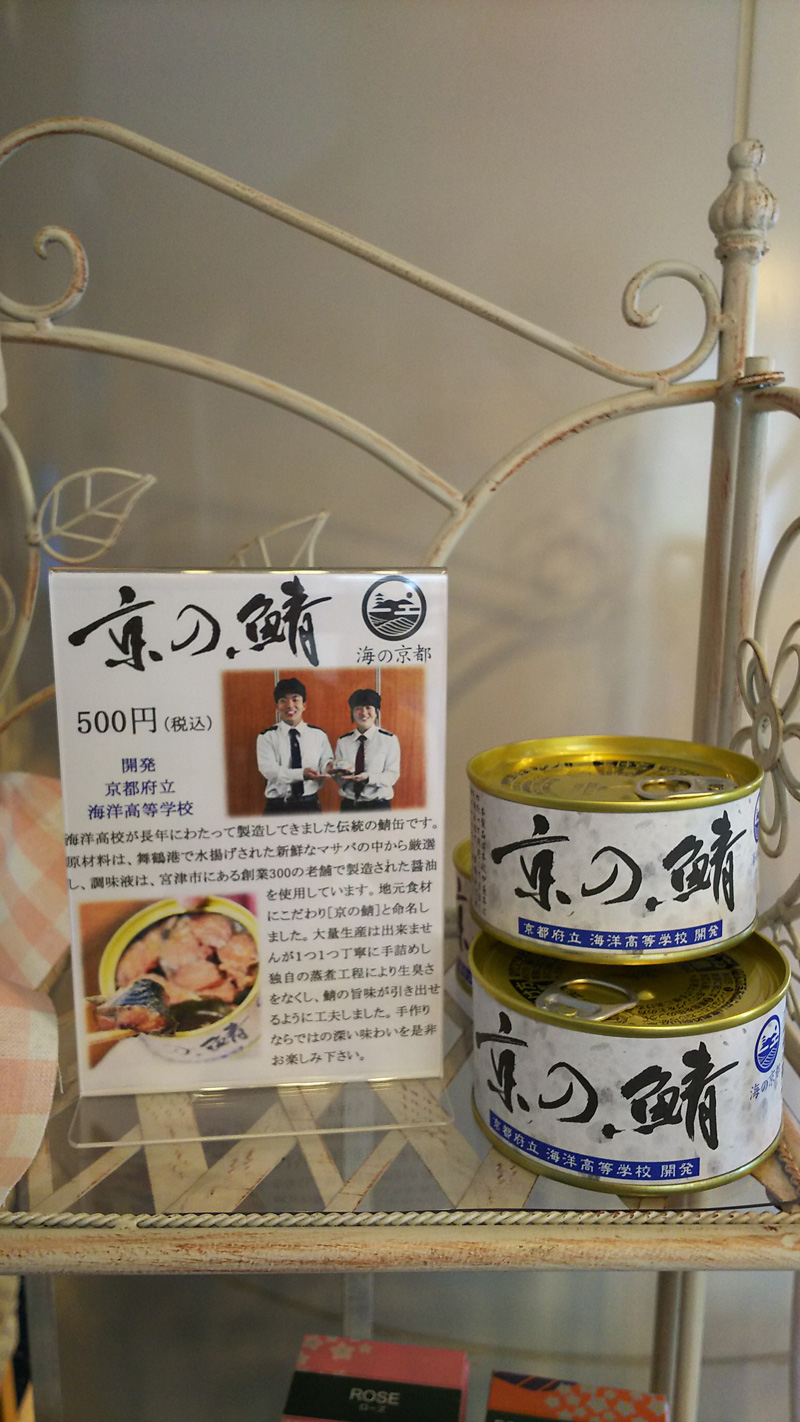 京の鯖
海の京都
500円(税込)
開発
京都府立
海洋高等学校
海洋高校が長年にわたって製造してきました伝統の鯖缶です。
原材料は、舞鶴港で水揚げされた新鮮なマサバの中から厳選
し、調味液は、宮津市にある創業300の老舗で製造された醤油
を使用しています。地元食材
にこだわり[京の鯖]と命名し
ました。大量生産は出来ませ
んが1つ1つ丁寧に手詰めし
独自の蒸煮工程により生臭さ
をなくし、鯖の旨味が引き出せ
るように工夫しました。手作り
ならではの深い味わいを是非
お楽しみ下さい。
京の鯖
京都府立 海洋高等学校 開発
京の鯖
海の京都
京都府立 海洋高等学校 開発
ROSE
ローズ